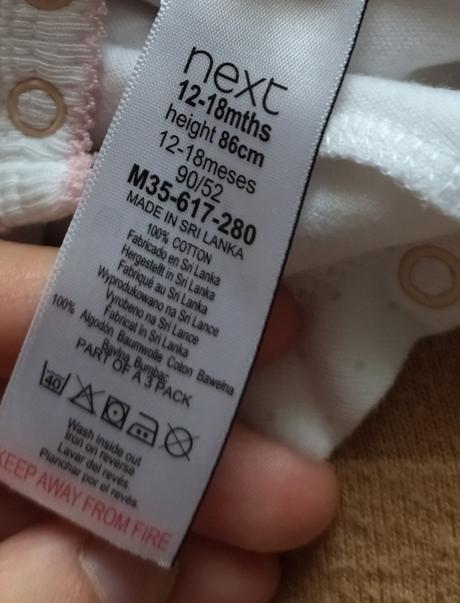 next
12-18mths
height 86cm
12-18meses
90/52
M35-617-280
MADE IN SRI LANKA
100% COTTON
Fabricado en Sri Lanka
Hergestellt in Sri Lanka
Fabriqué au Sri Lanka
Wyprodukowano na Sri Lance
Vyrobeno na Sri Lance
Fabricat în Sri Lanka
100% Algodón Baumwolle Coton Bawełna
Bavlna Bumbac
PART OF A 3 PACK
40
Wash inside out
Iron on reverse
Lavar del revés.
Planchar por el revés.
KEEP AWAY FROM FIRE